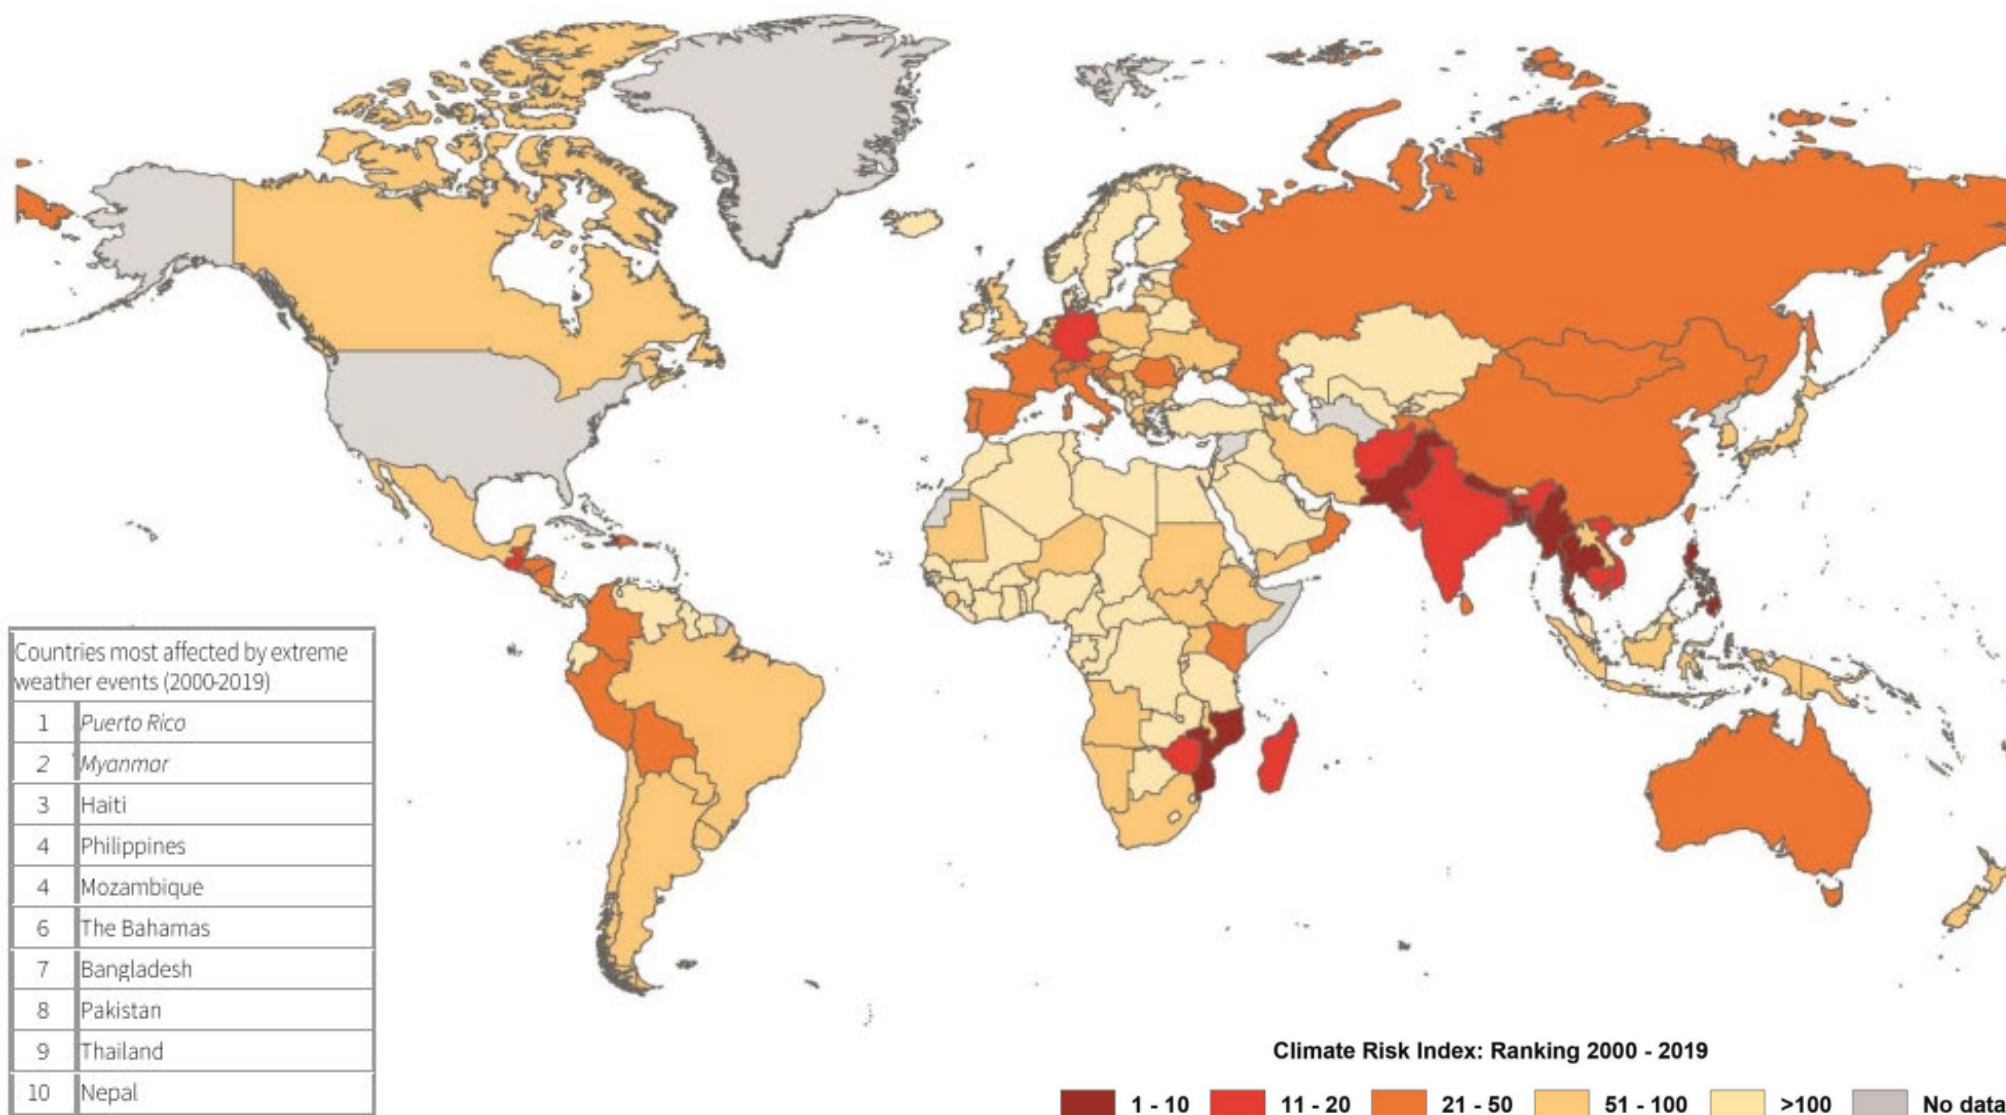 Countries most affected by extreme
weather events (2000-2019)
1 Puerto Rico
2 Myanmar
3 Haiti
4 Philippines
4 Mozambique
6 The Bahamas
7 Bangladesh
8 Pakistan
9 Thailand
10 Nepal
Climate Risk Index: Ranking 2000 - 2019
1 - 10 11 - 20 21 - 50 51 - 100 >100 No data